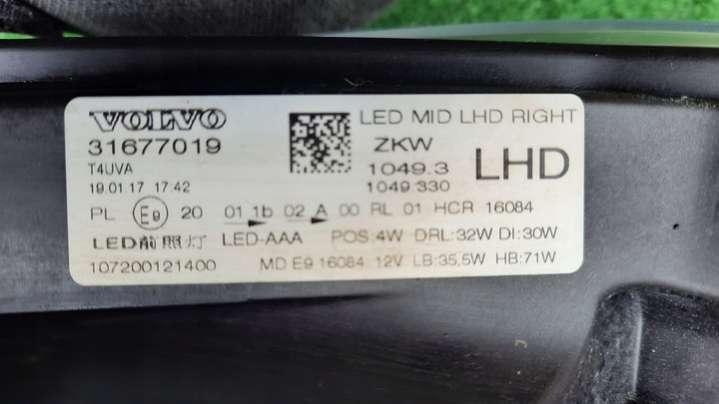 VOLVO
31677019
T4UVA
19.01.17 17:42
LED MID LHD RIGHT
ZKW
1049.3
1049.330
LHD
PL E9 20 01 1b 02 A 00 RL 01 HCR 16084
LED前照灯 LED-AAA POS:4W DRL:32W DI:30W
107200121400 MD E9 16084 12V LB:35,5W HB:71W